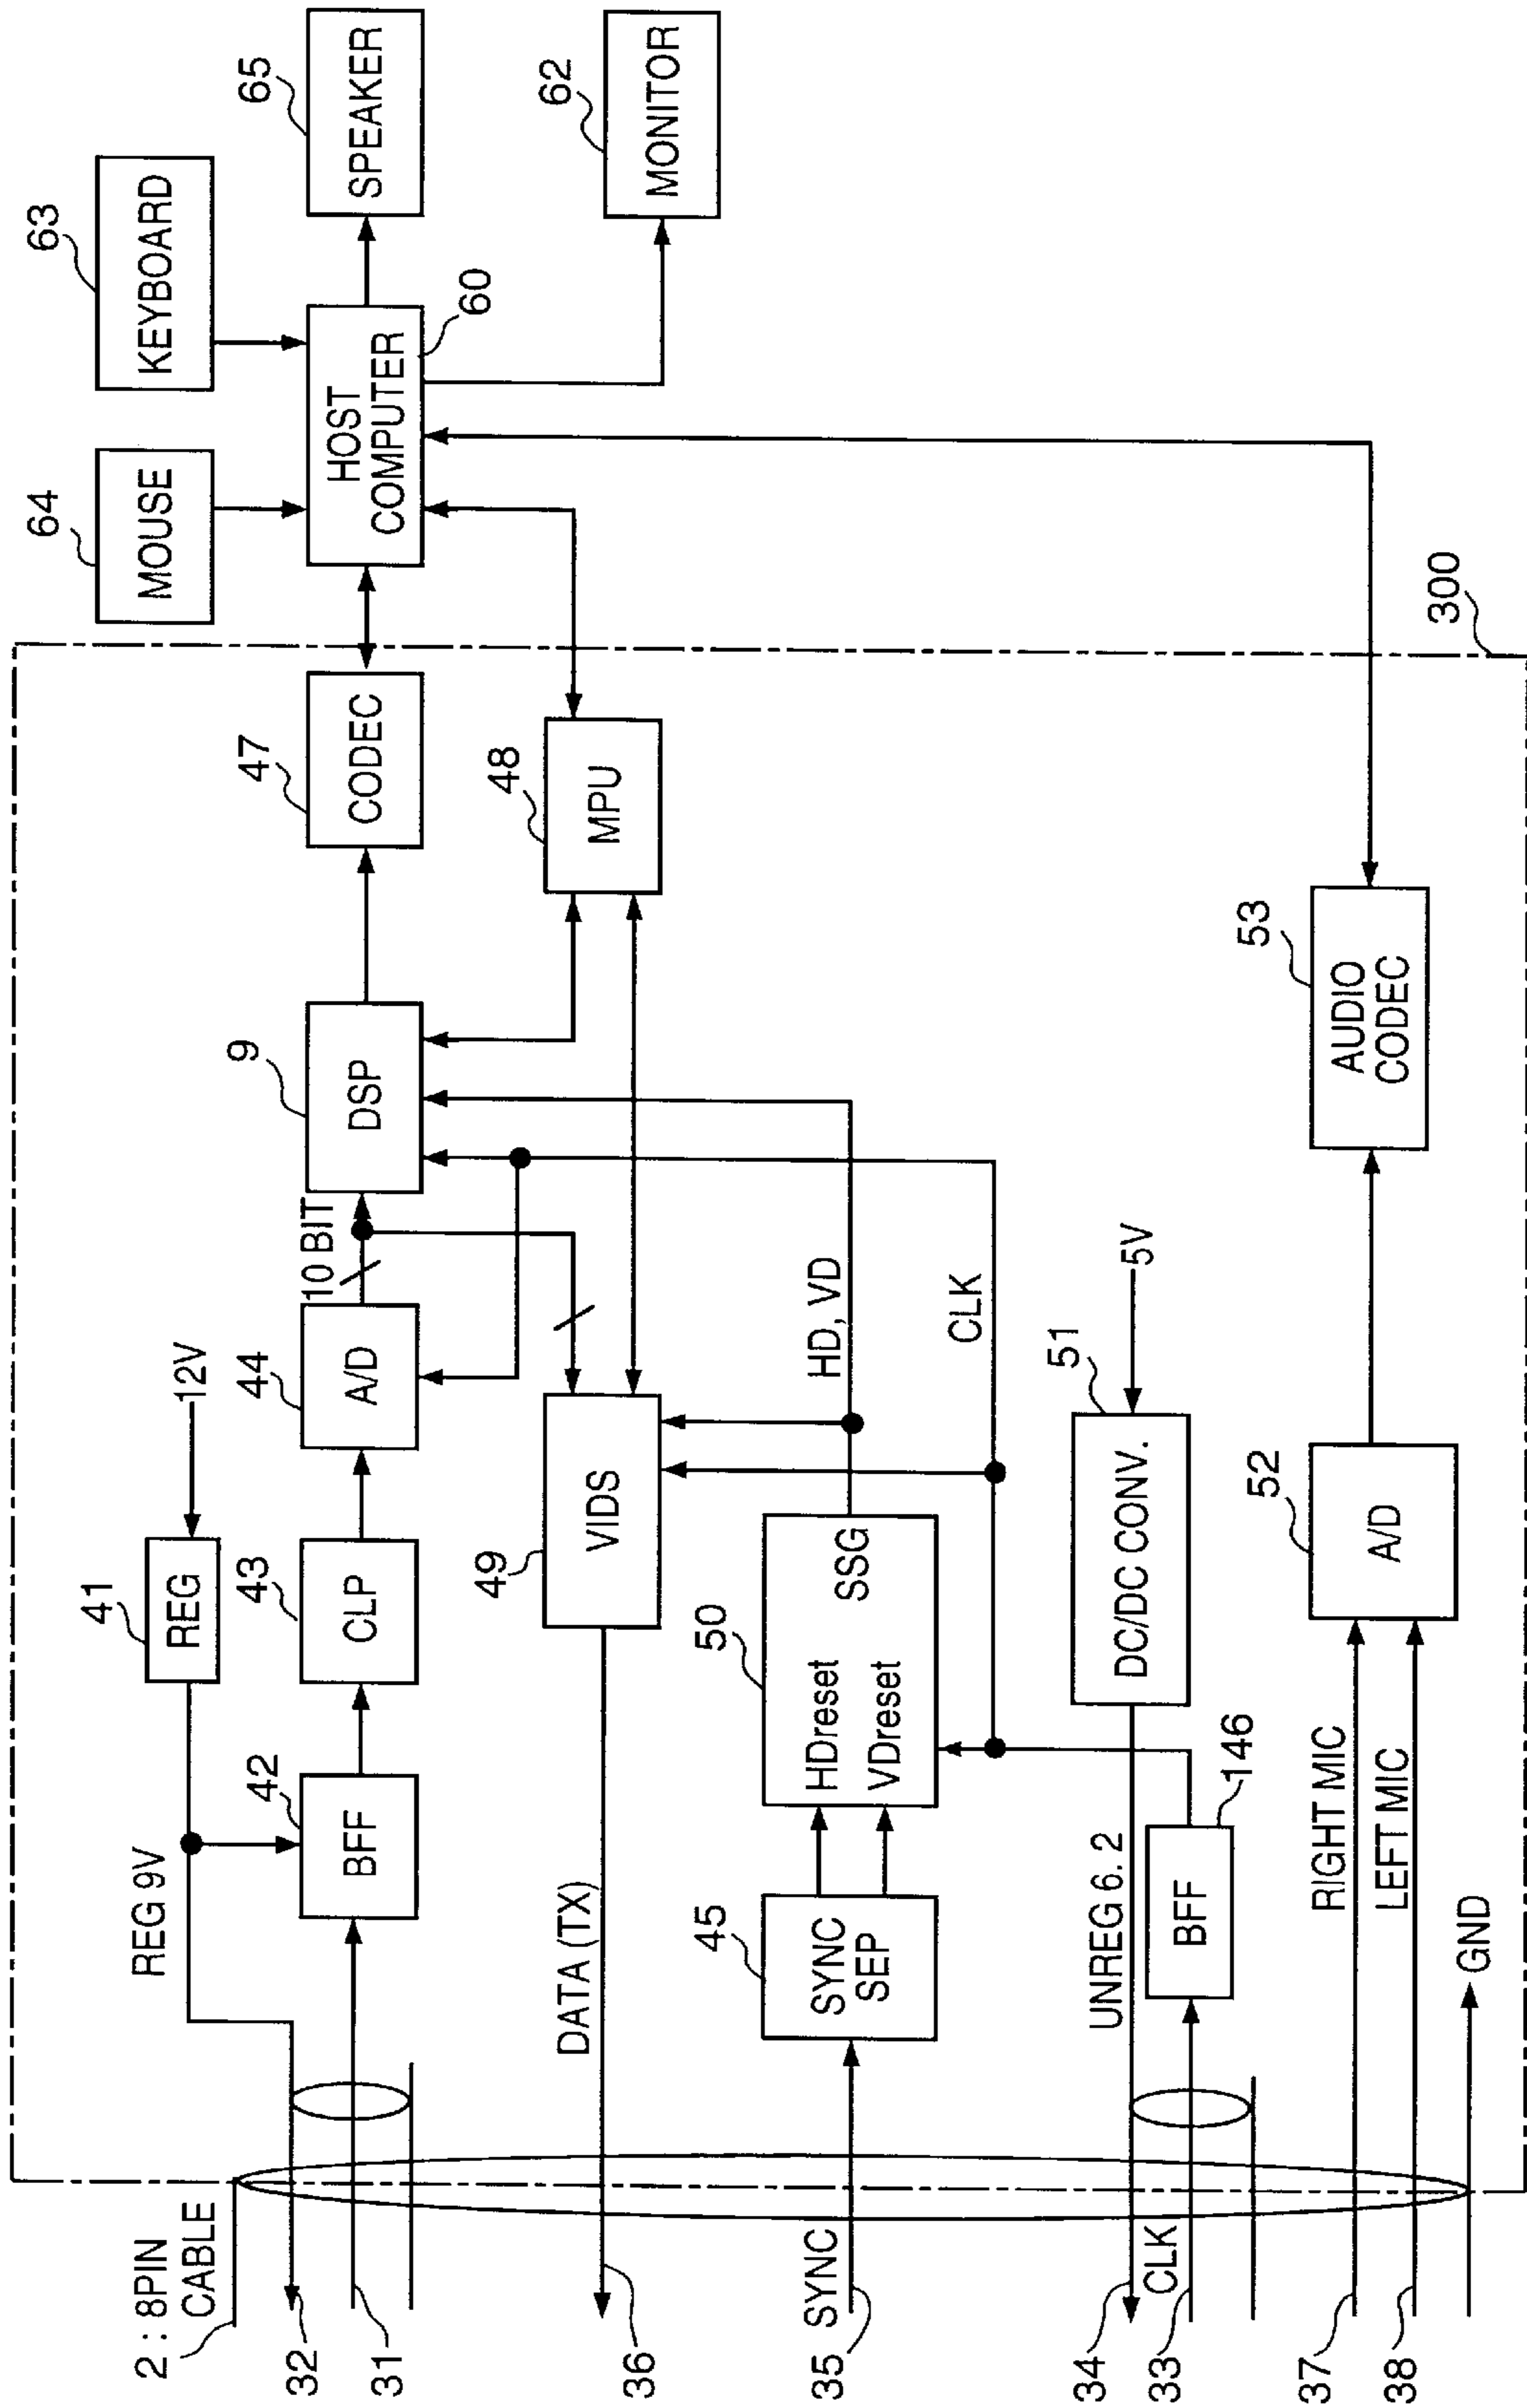 63
KEYBOARD
64
MOUSE
65
SPEAKER
60
HOST
COMPUTER
62
MONITOR
300
47
CODEC
48
MPU
9
DSP
10 BIT
12V
41
REG
44
A/D
43
CLP
42
BFF
REG 9V
2 : 8PIN
CABLE
32
31
49
VIDS
DATA (TX)
36
HD, VD
CLK
50
HDreset
VDreset
SSG
45
SYNC
SEP
SYNC
35
5V
51
DC/DC CONV.
UNREG 6. 2
34
146
BFF
CLK
33
53
AUDIO
CODEC
52
A/D
RIGHT MIC
LEFT MIC
37
38
GND